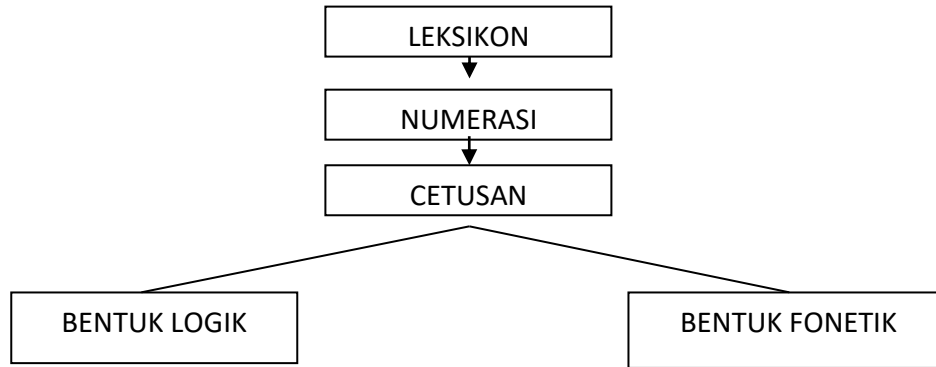 LEKSIKON
NUMERASI
CETUSAN
BENTUK LOGIK
BENTUK FONETIK